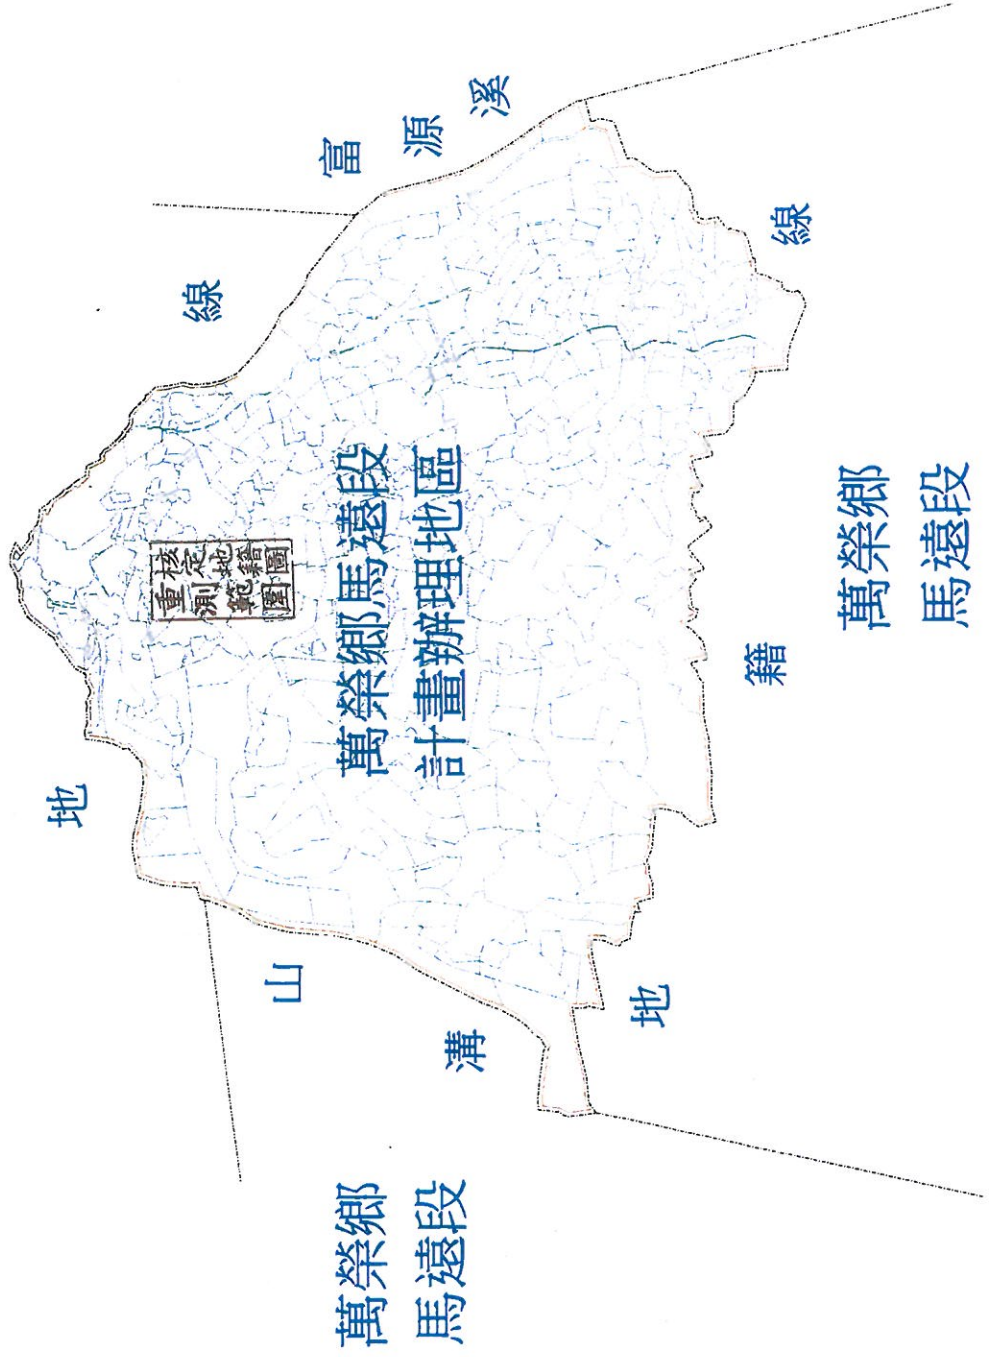 地 線
核定地籍圖
重測範圍
富源溪
山溝
萬榮鄉
馬遠段
萬榮鄉馬遠段
計畫辦理地區
地籍線
萬榮鄉
馬遠段